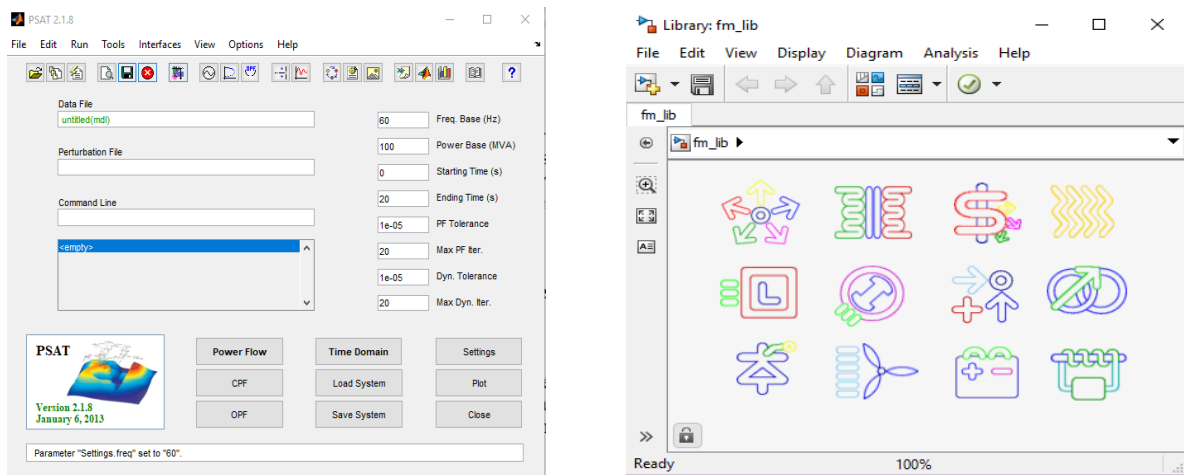 PSAT 2.1.8
File Edit Run Tools Interfaces View Options Help
Data File
untitled(mdl)
Perturbation File
Command Line
<empty>
60 Freq. Base (Hz)
100 Power Base (MVA)
0 Starting Time (s)
20 Ending Time (s)
1e-05 PF Tolerance
20 Max PF Iter.
1e-05 Dyn. Tolerance
20 Max Dyn. Iter.
PSAT
Version 2.1.8
January 6, 2013
Power Flow Time Domain Settings
CPF Load System Plot
OPF Save System Close
Parameter "Settings.freq" set to "60".
Library: fm_lib
File Edit View Display Diagram Analysis Help
fm_lib
fm_lib
Ready 100%